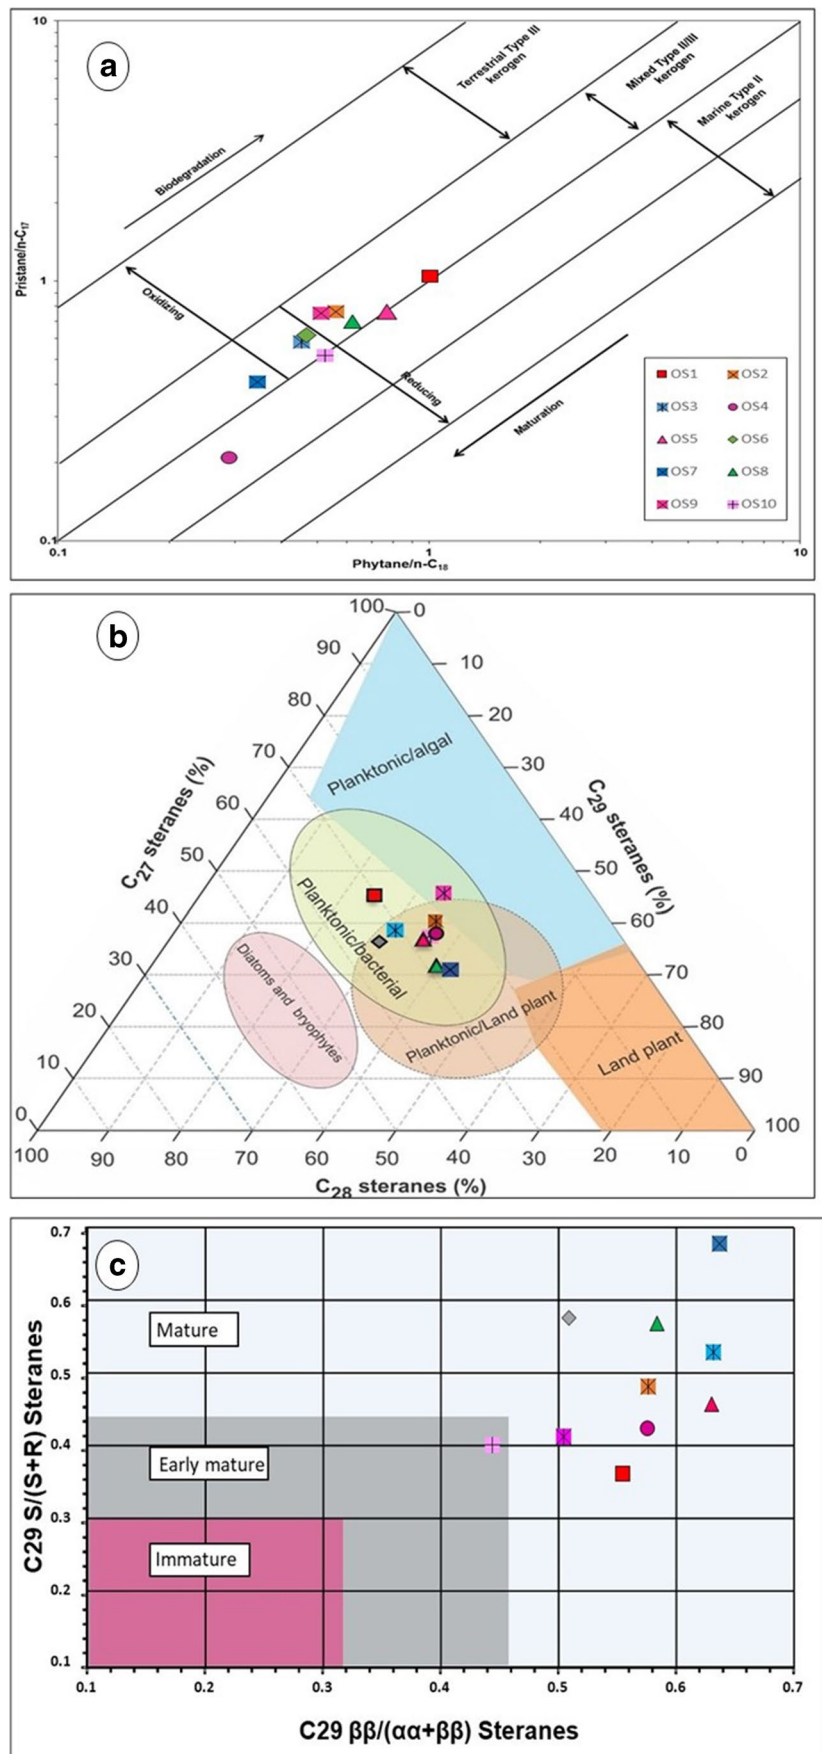 a
10
1
0.1
Pristane/n-C17
Biodegradation
Oxidizing
Terrestrial Type III
kerogen
Mixed Type II/III
kerogen
Marine Type II
kerogen
Reducing
Maturation
OS1 OS2
OS3 OS4
OS5 OS6
OS7 OS8
OS9 OS10
0.1 1 10
Phytane/n-C18
b
100 0
90 10
80 20
70 30
60 40
50 50
40 60
30 70
20 80
10 90
0 100
C27 steranes (%)
C29 steranes (%)
Planktonic/algal
Planktonic/bacterial
Diatoms and bryophytes
Planktonic/Land plant
Land plant
100 90 80 70 60 50 40 30 20 10 0
C28 steranes (%)
c
0.7
0.6
0.5
0.4
0.3
0.2
0.1
C29 S/(S+R) Steranes
Mature
Early mature
Immature
0.1 0.2 0.3 0.4 0.5 0.6 0.7
C29 ββ/(αα+ββ) Steranes